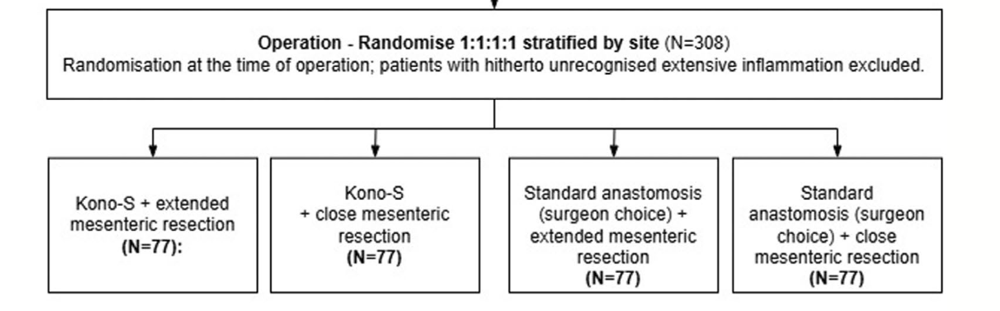 Operation - Randomise 1:1:1:1 stratified by site (N=308)
Randomisation at the time of operation; patients with hitherto unrecognised extensive inflammation excluded.
Kono-S + extended
mesenteric resection
(N=77):
Kono-S
+ close mesenteric
resection
(N=77)
Standard anastomosis
(surgeon choice) +
extended mesenteric
resection
(N=77)
Standard
anastomosis (surgeon
choice) + close
mesenteric resection
(N=77)